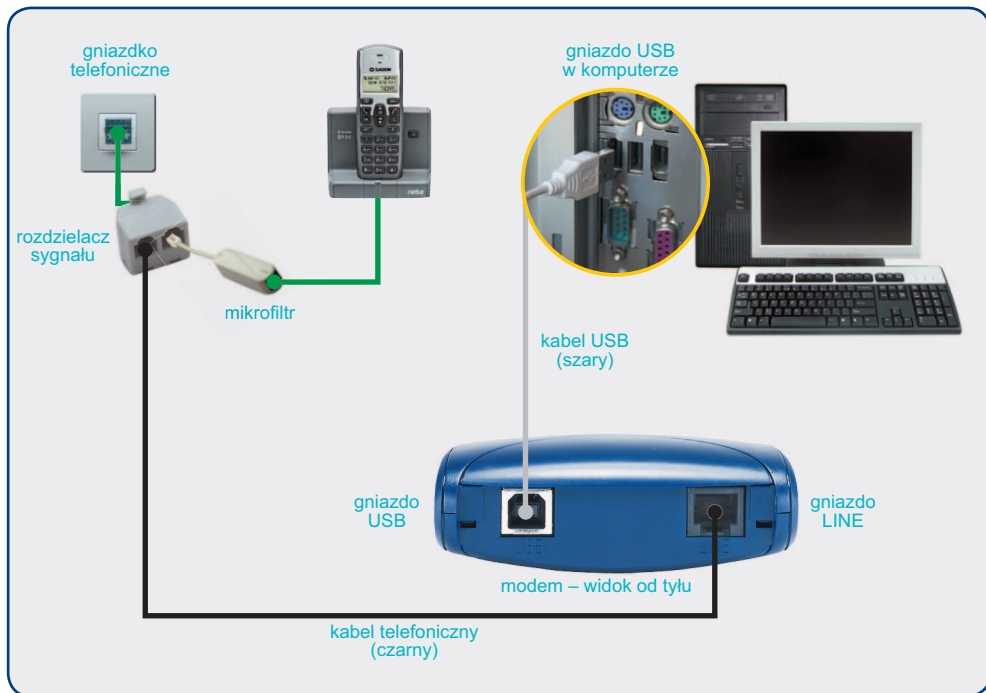 gniazdko
telefoniczne
gniazdo USB
w komputerze
rozdzielacz
sygnału
mikrofiltr
kabel USB
(szary)
gniazdo
USB
gniazdo
LINE
modem – widok od tyłu
kabel telefoniczny
(czarny)